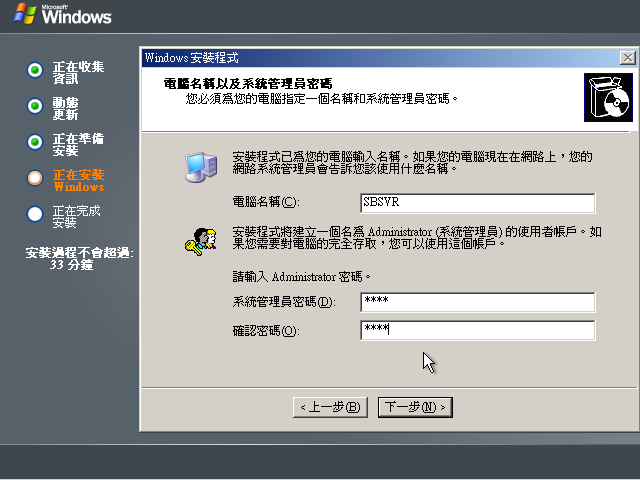 Microsoft
Windows
正在收集
資訊
動態
更新
正在準備
安裝
正在安裝
Windows
正在完成
安裝
安裝過程不會超過:
33 分鐘
Windows 安裝程式
電腦名稱以及系統管理員密碼
您必須為您的電腦指定一個名稱和系統管理員密碼。
安裝程式已為您的電腦輸入名稱。如果您的電腦現在在網路上，您的
網路系統管理員會告訴您該使用什麼名稱。
電腦名稱(C):
SBSVR
安裝程式將建立一個名為 Administrator (系統管理員) 的使用者帳戶。如
果您需要對電腦的完全存取，您可以使用這個帳戶。
請輸入 Administrator 密碼。
系統管理員密碼(D):
****
確認密碼(O):
****
< 上一步(B)
下一步(N) >